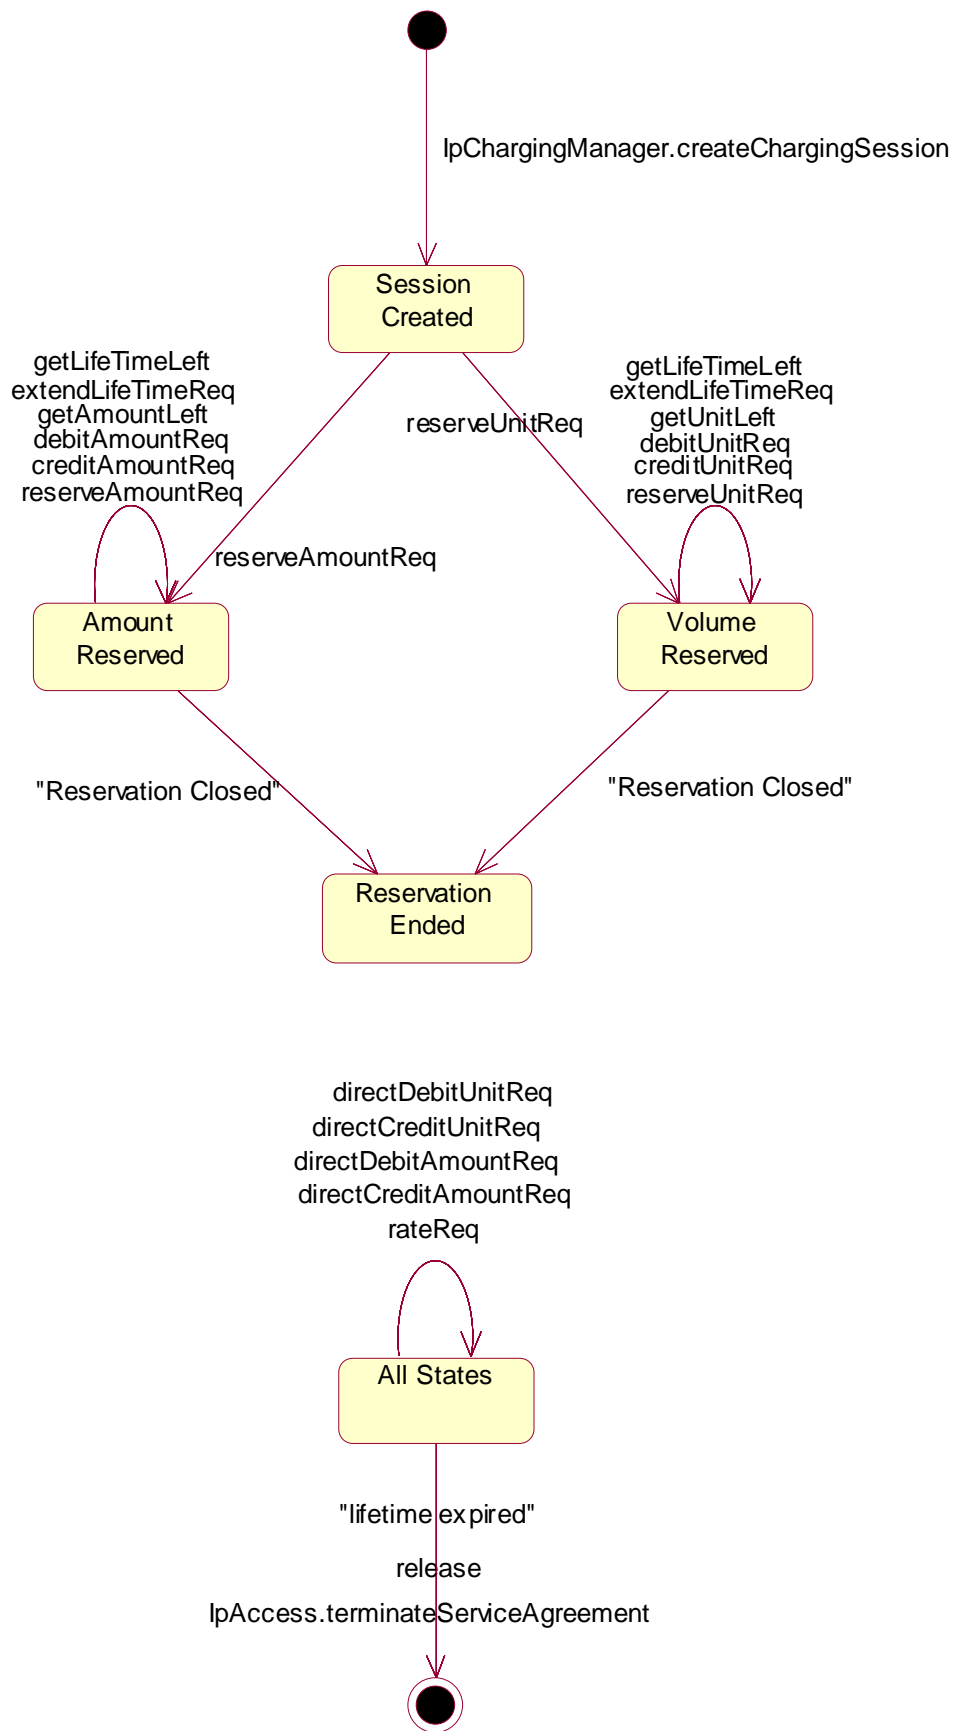 IpChargingManager.createChargingSession
Session
Created
getLifeTimeLeft
extendLifeTimeReq
getAmountLeft
debitAmountReq
creditAmountReq
reserveAmountReq
reserveUnitReq
getLifeTimeLeft
extendLifeTimeReq
getUnitLeft
debitUnitReq
creditUnitReq
reserveUnitReq
reserveAmountReq
Amount
Reserved
Volume
Reserved
"Reservation Closed"
"Reservation Closed"
Reservation
Ended
directDebitUnitReq
directCreditUnitReq
directDebitAmountReq
directCreditAmountReq
rateReq
All States
"lifetime expired"
release
IpAccess.terminateServiceAgreement